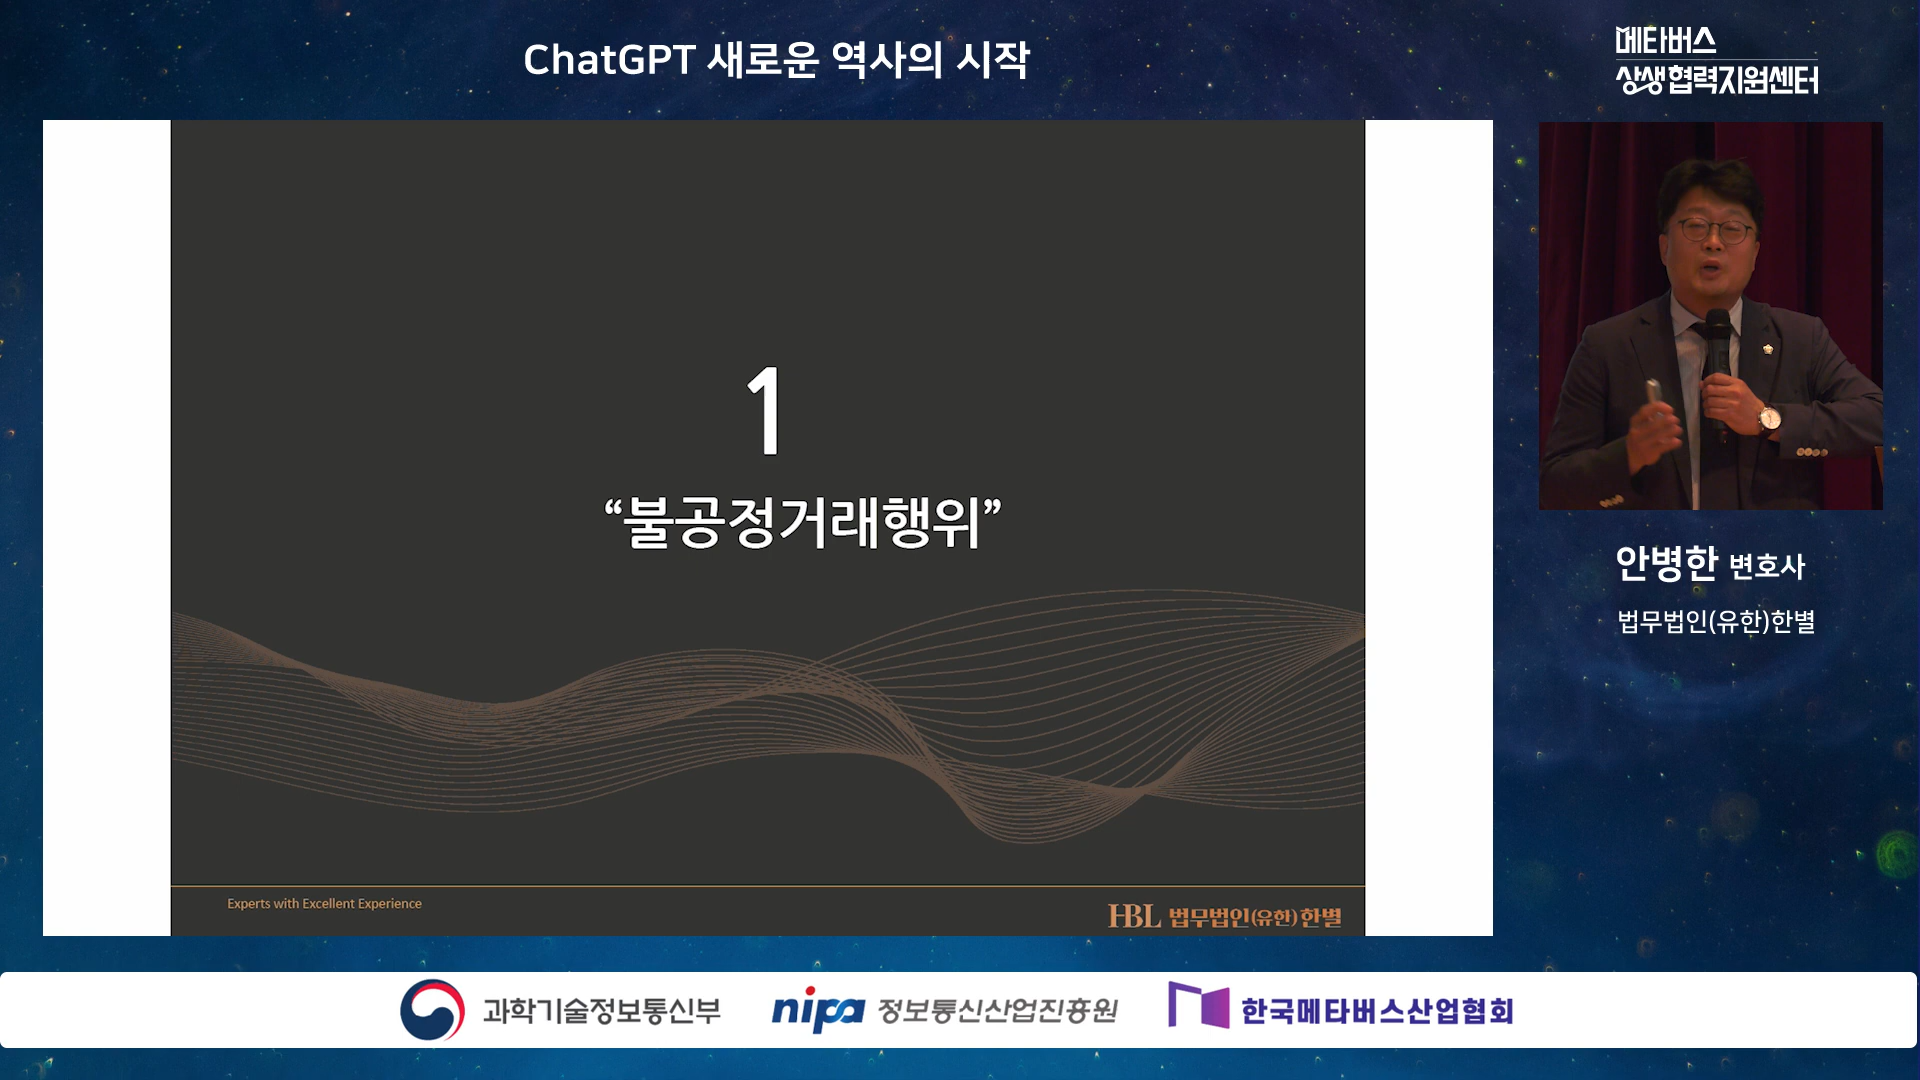 ChatGPT 새로운 역사의 시작
메타버스
상생협력지원센터
1
“불공정거래행위”
안병한 변호사
법무법인(유한)한별
Experts with Excellent Experience
HBL 법무법인(유한)한별
과학기술정보통신부
nipa 정보통신산업진흥원
한국메타버스산업협회